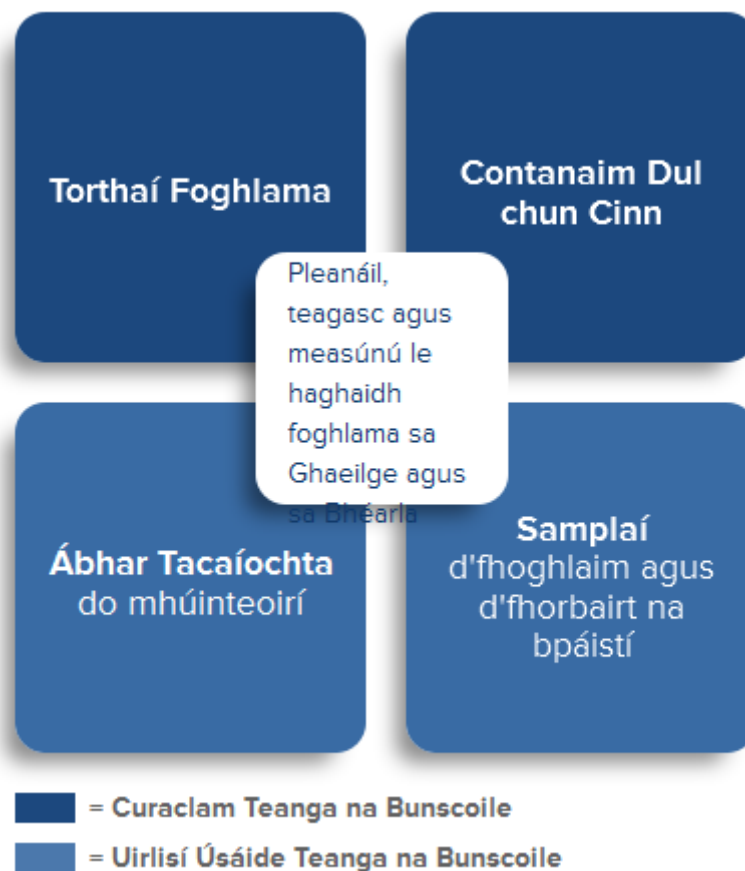 Torthaí Foghlama
Contanaim Dul
chun Cinn
Pleanáil,
teagasc agus
measúnú le
haghaidh
foghlama sa
Ghaeilge agus
sa Bhéarla
Ábhar Tacaíochta
do mhúinteoirí
Samplaí
d'fhoghlaim agus
d'fhorbairt na
bpáistí
= Curaclam Teanga na Bunscoile
= Uirlisí Úsáide Teanga na Bunscoile